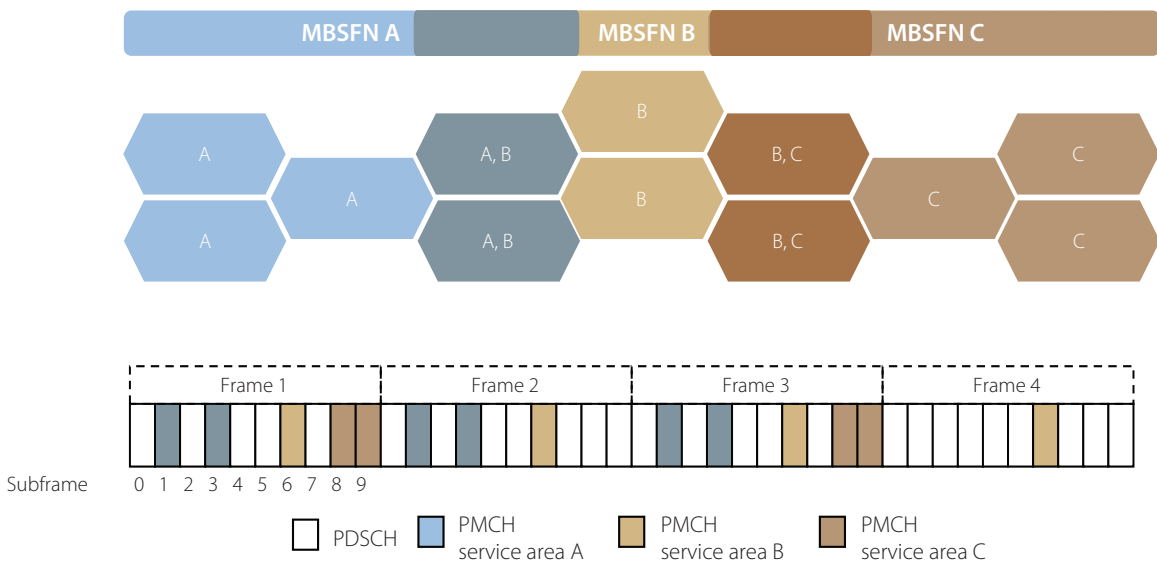 MBSFN A MBSFN B MBSFN C
B
A A, B B, C C
A B C
A A, B B, C C
Frame 1 Frame 2 Frame 3 Frame 4
Subframe 0 1 2 3 4 5 6 7 8 9
PDSCH
PMCH
service area A
PMCH
service area B
PMCH
service area C